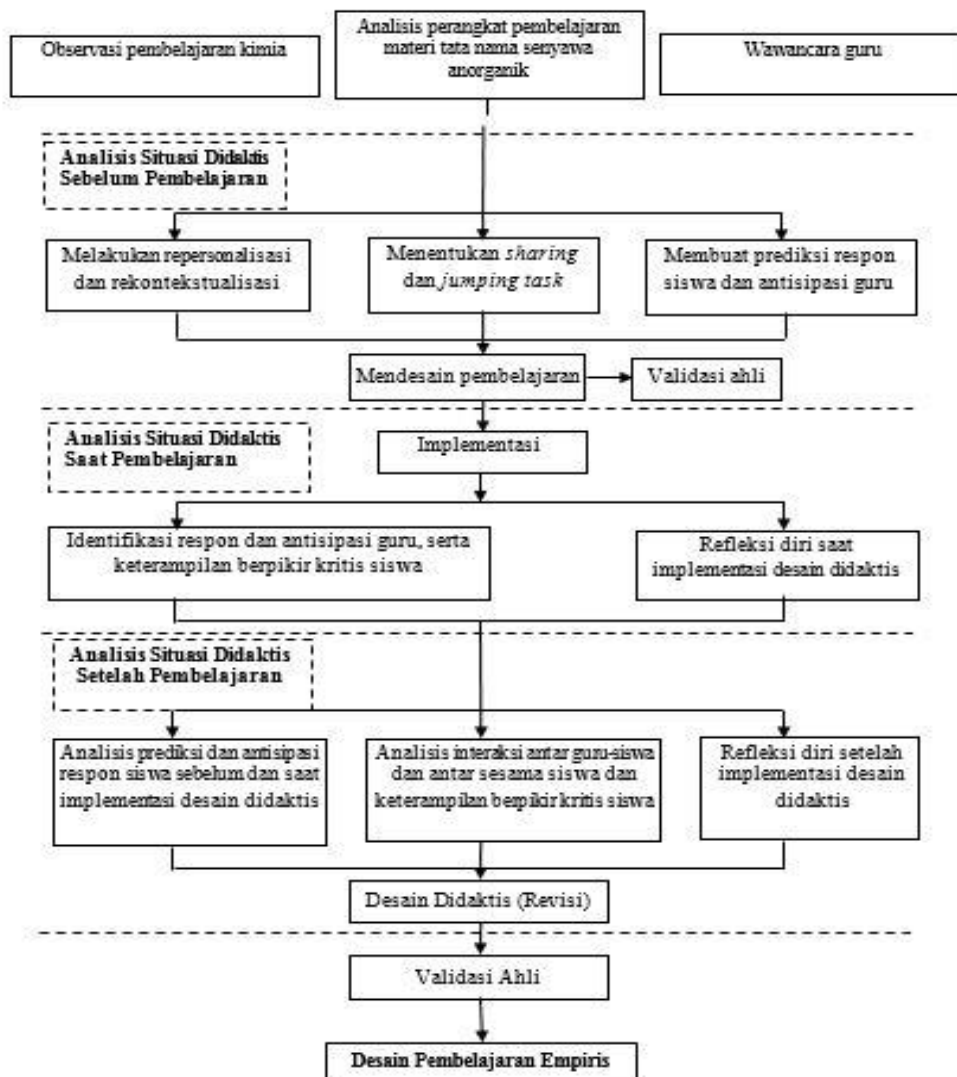 Observasi pembelajaran kimia
Analisis perangkat pembelajaran
materi tata nama senyawa
anorganik
Wawancara guru
Analisis Situasi Didaktis
Sebelum Pembelajaran
Melakukan repersonalisasi
dan rekontekstualisasi
Menentukan sharing
dan jumping task
Membuat prediksi respon
siswa dan antisipasi guru
Mendesain pembelajaran
Validasi ahli
Analisis Situasi Didaktis
Saat Pembelajaran
Implementasi
Identifikasi respon dan antisipasi guru, serta
keterampilan berpikir kritis siswa
Refleksi diri saat
implementasi desain didaktis
Analisis Situasi Didaktis
Setelah Pembelajaran
Analisis prediksi dan antisipasi
respon siswa sebelum dan saat
implementasi desain didaktis
Analisis interaksi antar guru-siswa
dan antar sesama siswa dan
keterampilan berpikir kritis siswa
Refleksi diri setelah
implementasi desain
didaktis
Desain Didaktis (Revisi)
Validasi Ahli
Desain Pembelajaran Empiris